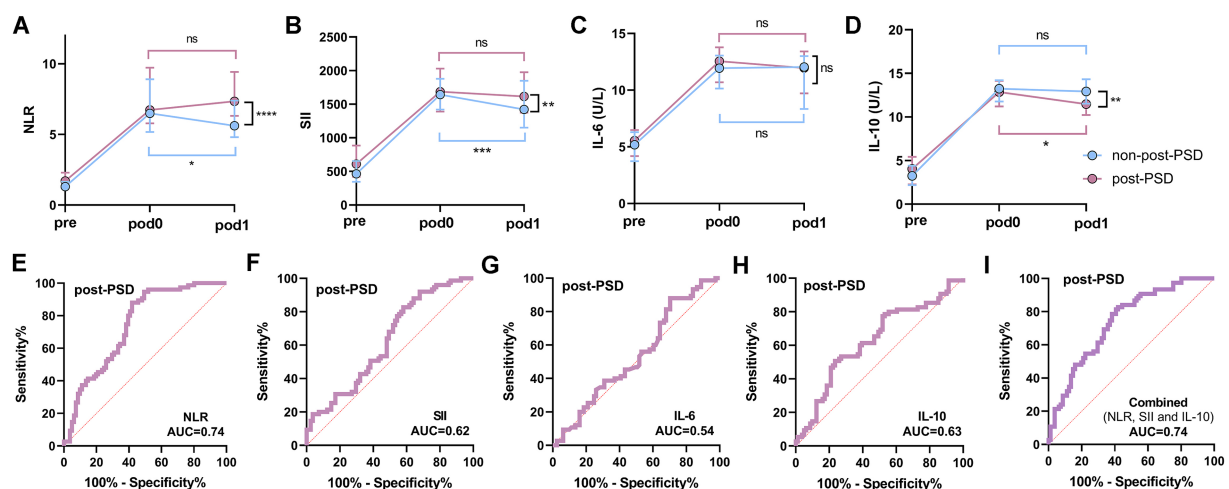 A
NLR
10
5
0
ns
****
*
pre
pod0
pod1
B
SII
2500
2000
1500
1000
500
0
ns
**
***
pre
pod0
pod1
C
IL-6 (U/L)
15
10
5
0
ns
ns
ns
pre
pod0
pod1
D
IL-10 (U/L)
20
15
10
5
0
ns
**
*
pre
pod0
pod1
non-post-PSD
post-PSD
E
post-PSD
Sensitivity%
100
80
60
40
20
0
NLR
AUC=0.74
0 20 40 60 80 100
100% - Specificity%
F
post-PSD
Sensitivity%
100
80
60
40
20
0
SII
AUC=0.62
0 20 40 60 80 100
100% - Specificity%
G
post-PSD
Sensitivity%
100
80
60
40
20
0
IL-6
AUC=0.54
0 20 40 60 80 100
100% - Specificity%
H
post-PSD
Sensitivity%
100
80
60
40
20
0
IL-10
AUC=0.63
0 20 40 60 80 100
100% - Specificity%
I
post-PSD
Sensitivity%
100
80
60
40
20
0
Combined
(NLR, SII and IL-10)
AUC=0.74
0 20 40 60 80 100
100% - Specificity%